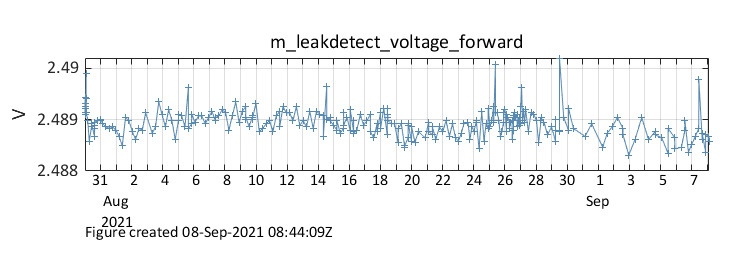 m_leakdetect_voltage_forward
2.49
2.489
2.488
V
31 2 4 6 8 10 12 14 16 18 20 22 24 26 28 30 1 3 5 7
Aug Sep
2021
Figure created 08-Sep-2021 08:44:09Z